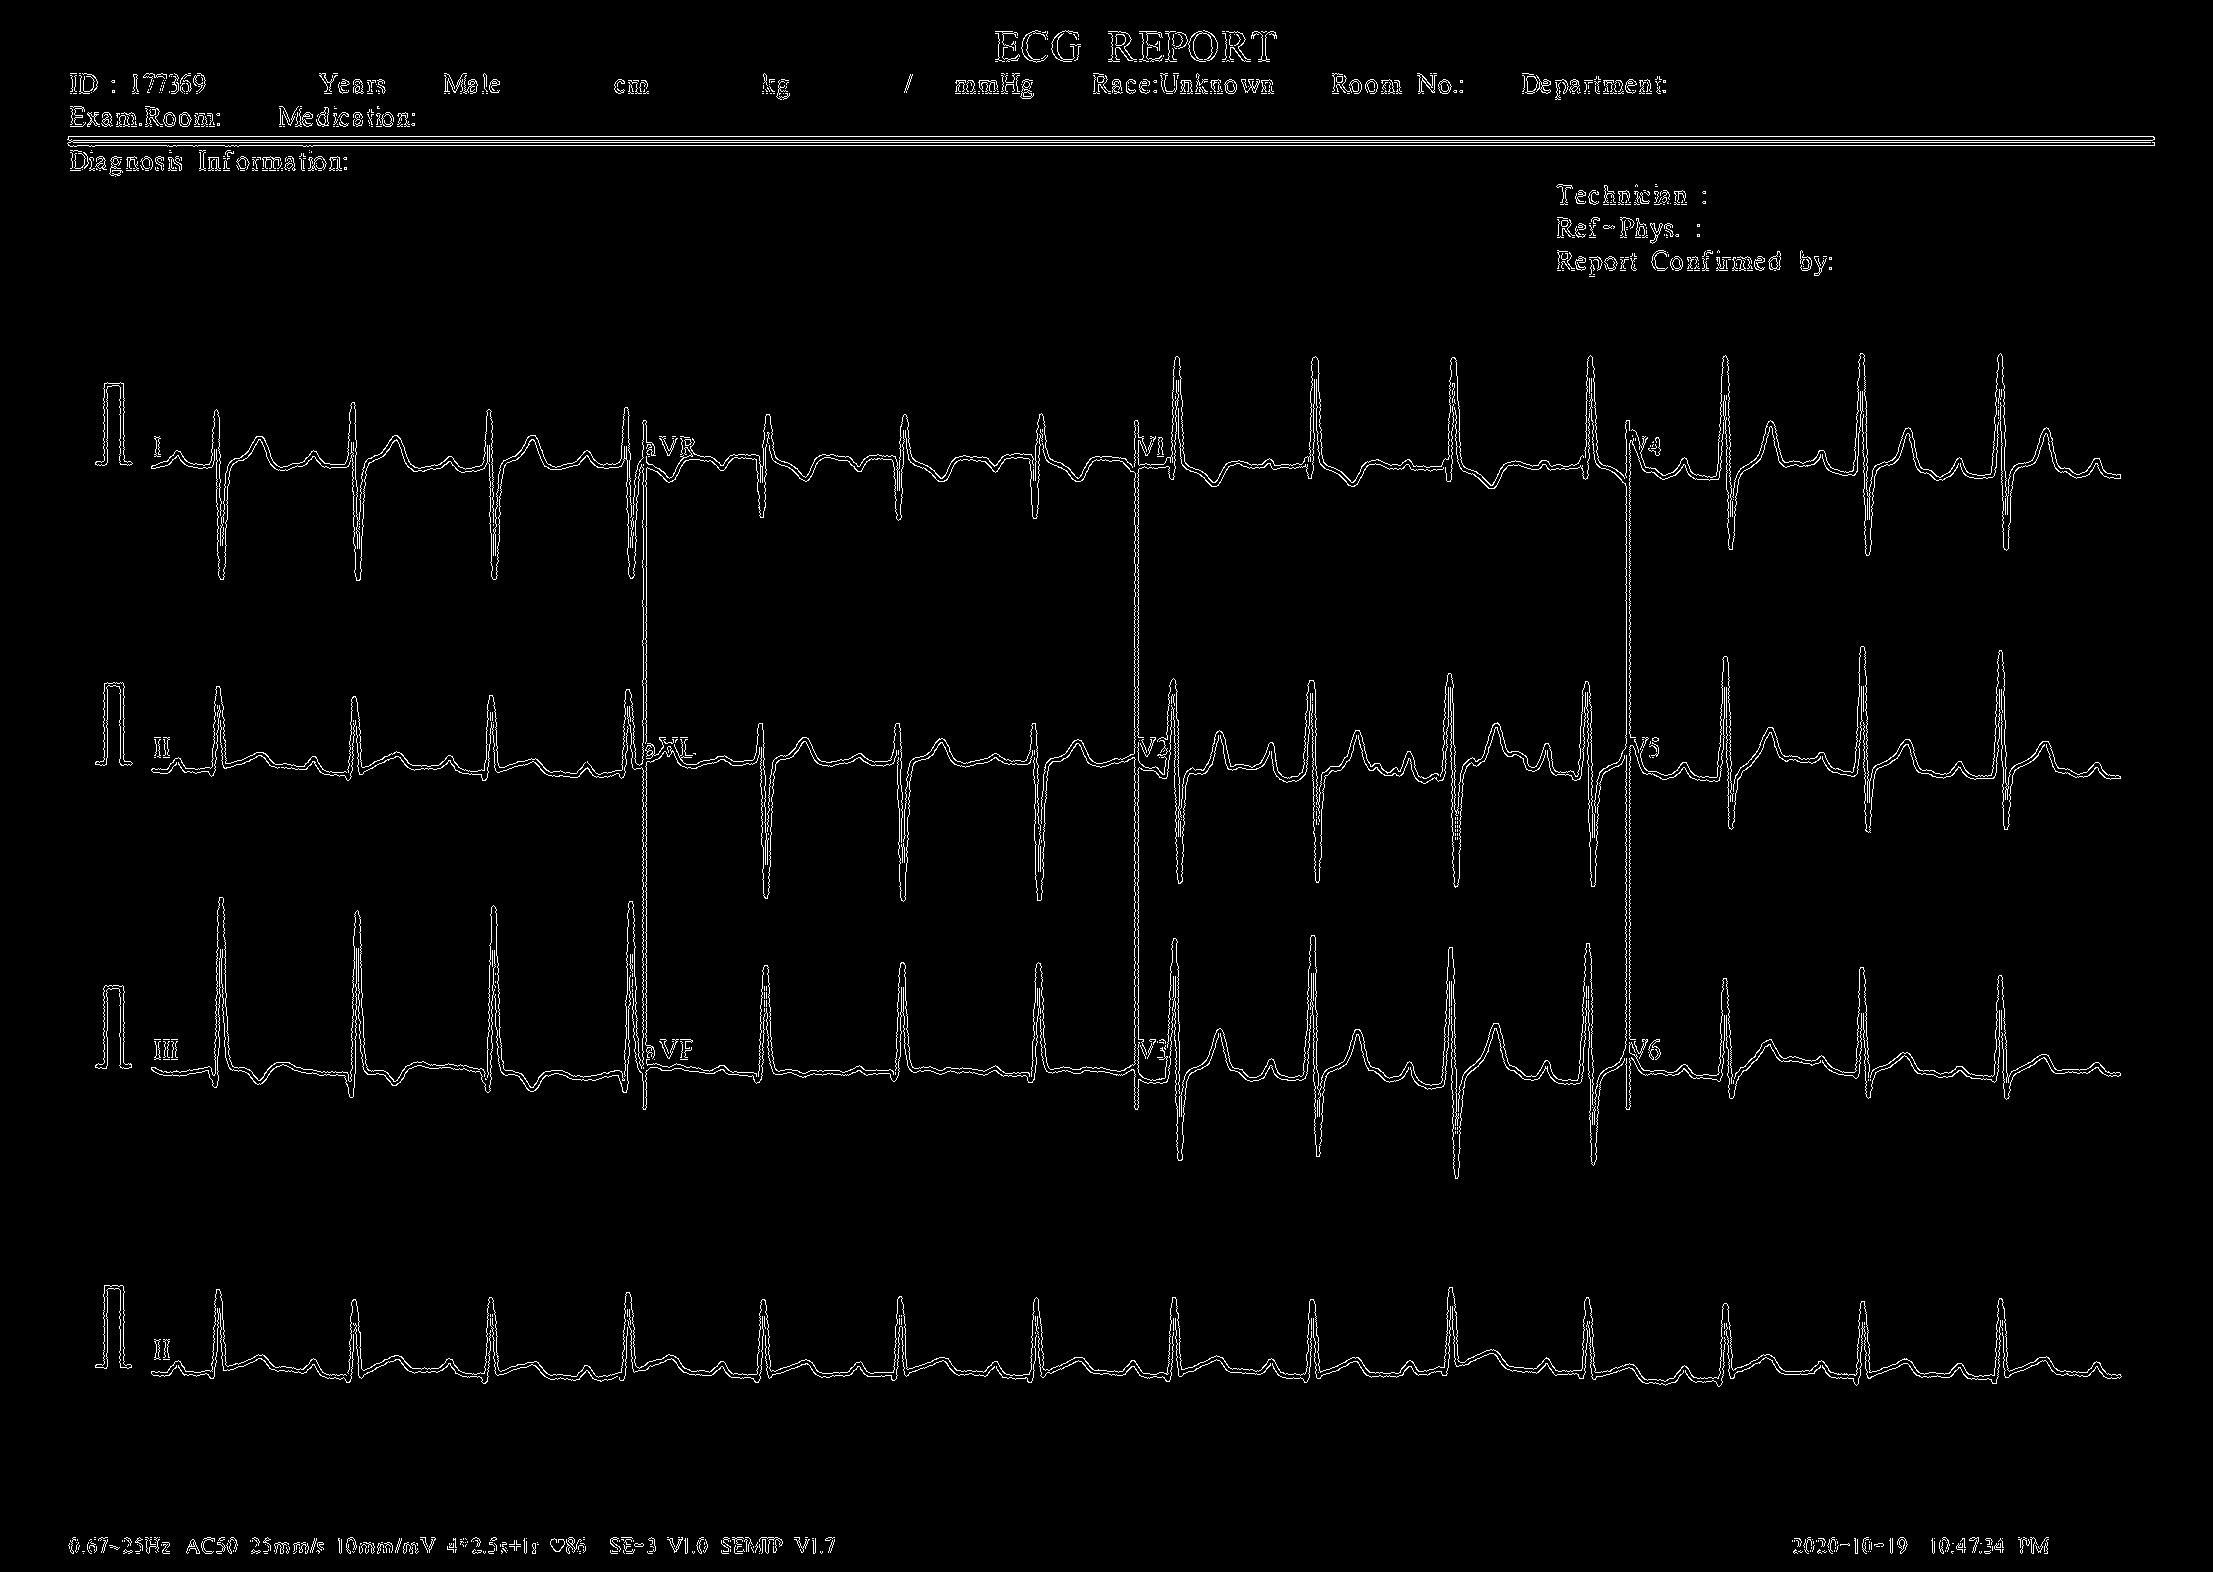 ECG REPORT
ID : 177369 Years Male cm kg / mmHg Race:Unknown Room No.: Department:
Exam.Room: Medication:
Diagnosis Information:
Technician :
Ref-Phys. :
Report Confirmed by:
I aVR V1 V4
II aVL V2 V5
III aVF V3 V6
II
0.67~25Hz AC50 25mm/s 10mm/mV 4*2.5s+1r ♡86 SE-3 V1.0 SEMIP V1.7
2020-10-19 10:47:34 PM